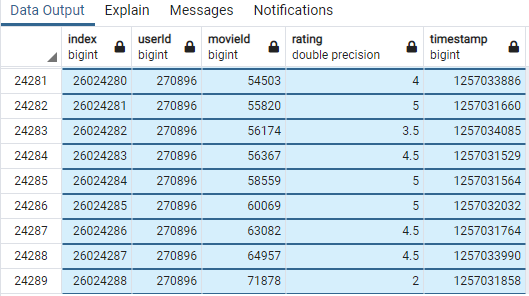 Data Output Explain Messages Notifications
index userId movieId rating timestamp
bigint bigint bigint double precision bigint
24281 26024280 270896 54503 4 1257033886
24282 26024281 270896 55820 5 1257031660
24283 26024282 270896 56174 3.5 1257034085
24284 26024283 270896 56367 4.5 1257031529
24285 26024284 270896 58559 5 1257031564
24286 26024285 270896 60069 5 1257032032
24287 26024286 270896 63082 4.5 1257031764
24288 26024287 270896 64957 4.5 1257033990
24289 26024288 270896 71878 2 1257031858